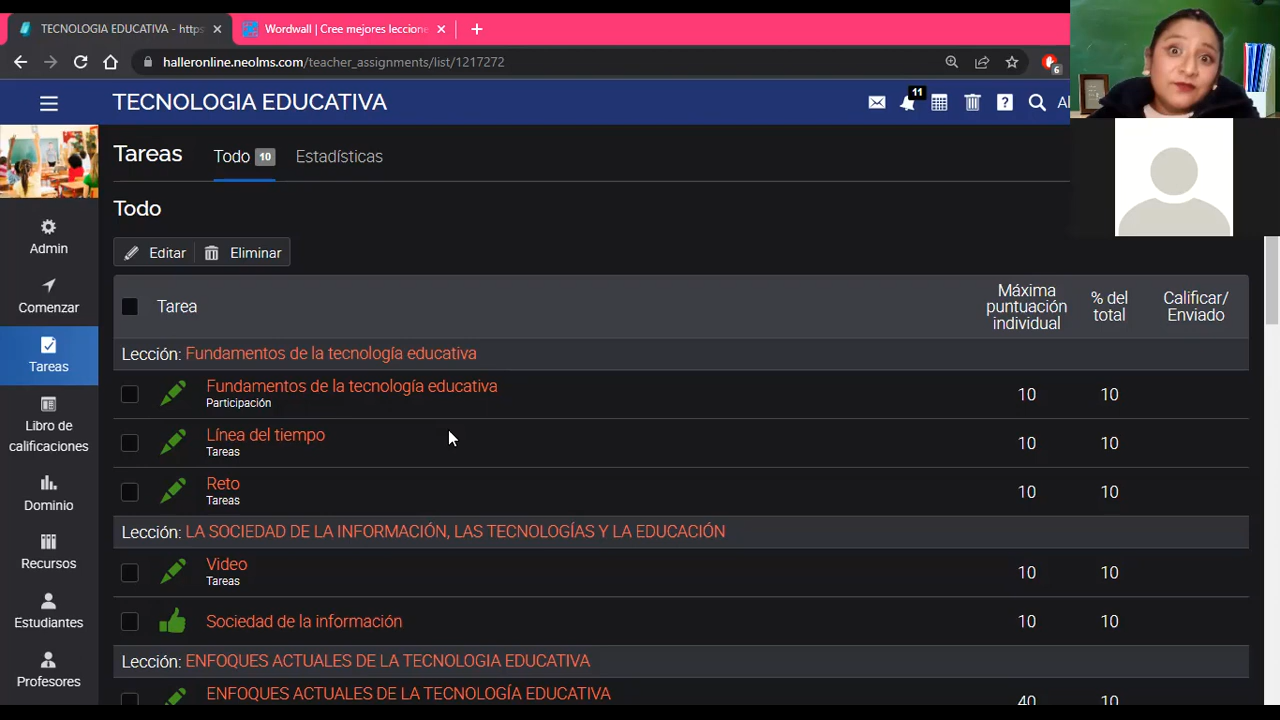 TECNOLOGIA EDUCATIVA - https
Wordwall | Cree mejores leccione
halleronline.neolms.com/teacher_assignments/list/1217272
6
TECNOLOGIA EDUCATIVA
11
Tareas
Todo 10
Estadísticas
Todo
Editar
Eliminar
Admin
Comenzar
Tareas
Libro de
calificaciones
Dominio
Recursos
Estudiantes
Profesores
Tarea
Máxima
puntuación
individual
% del
total
Calificar/
Enviado
Lección: Fundamentos de la tecnología educativa
Fundamentos de la tecnología educativa
Participación
10
10
Línea del tiempo
Tareas
10
10
Reto
Tareas
10
10
Lección: LA SOCIEDAD DE LA INFORMACIÓN, LAS TECNOLOGÍAS Y LA EDUCACIÓN
Video
Tareas
10
10
Sociedad de la información
10
10
Lección: ENFOQUES ACTUALES DE LA TECNOLOGIA EDUCATIVA
ENFOQUES ACTUALES DE LA TECNOLOGÍA EDUCATIVA
40
10